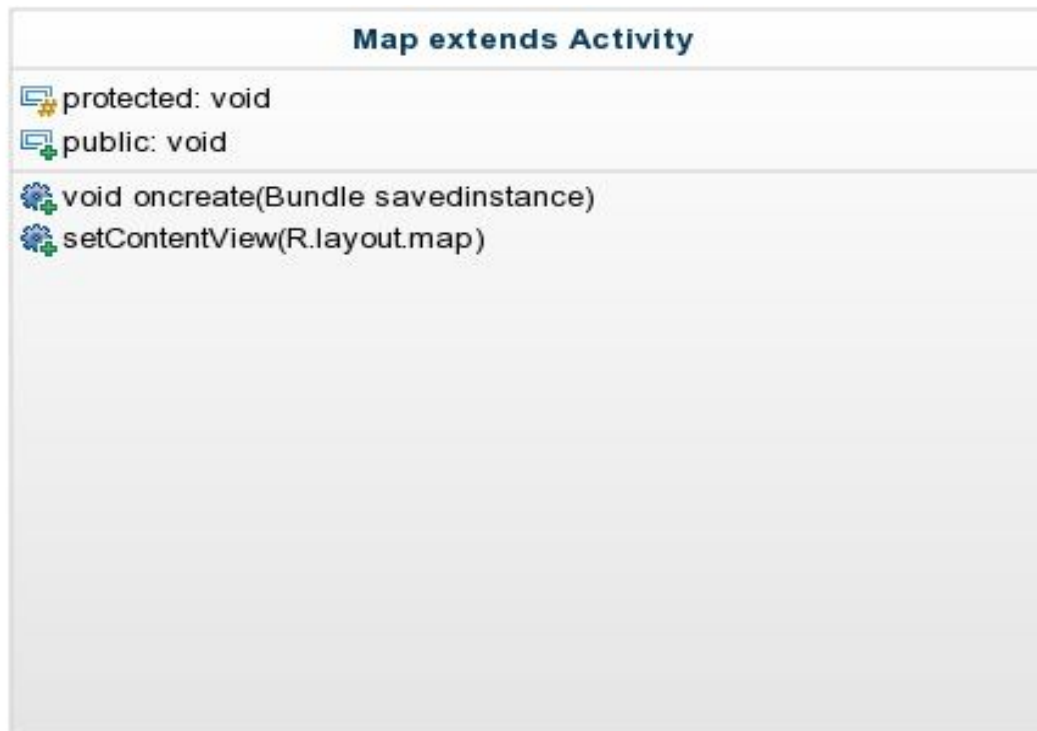 Map extends Activity
protected: void
public: void
void oncreate(Bundle savedinstance)
setContentView(R.layout.map)